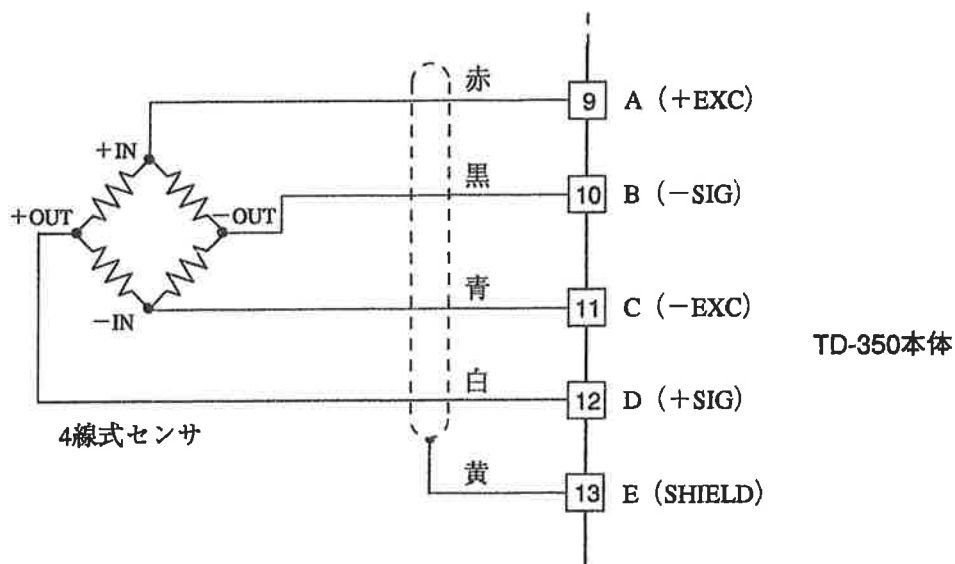 赤
9 A (+EXC)
+IN
黒
+OUT
−OUT
10 B (−SIG)
青
−IN
11 C (−EXC)
TD-350本体
白
12 D (+SIG)
4線式センサ
黄
13 E (SHIELD)